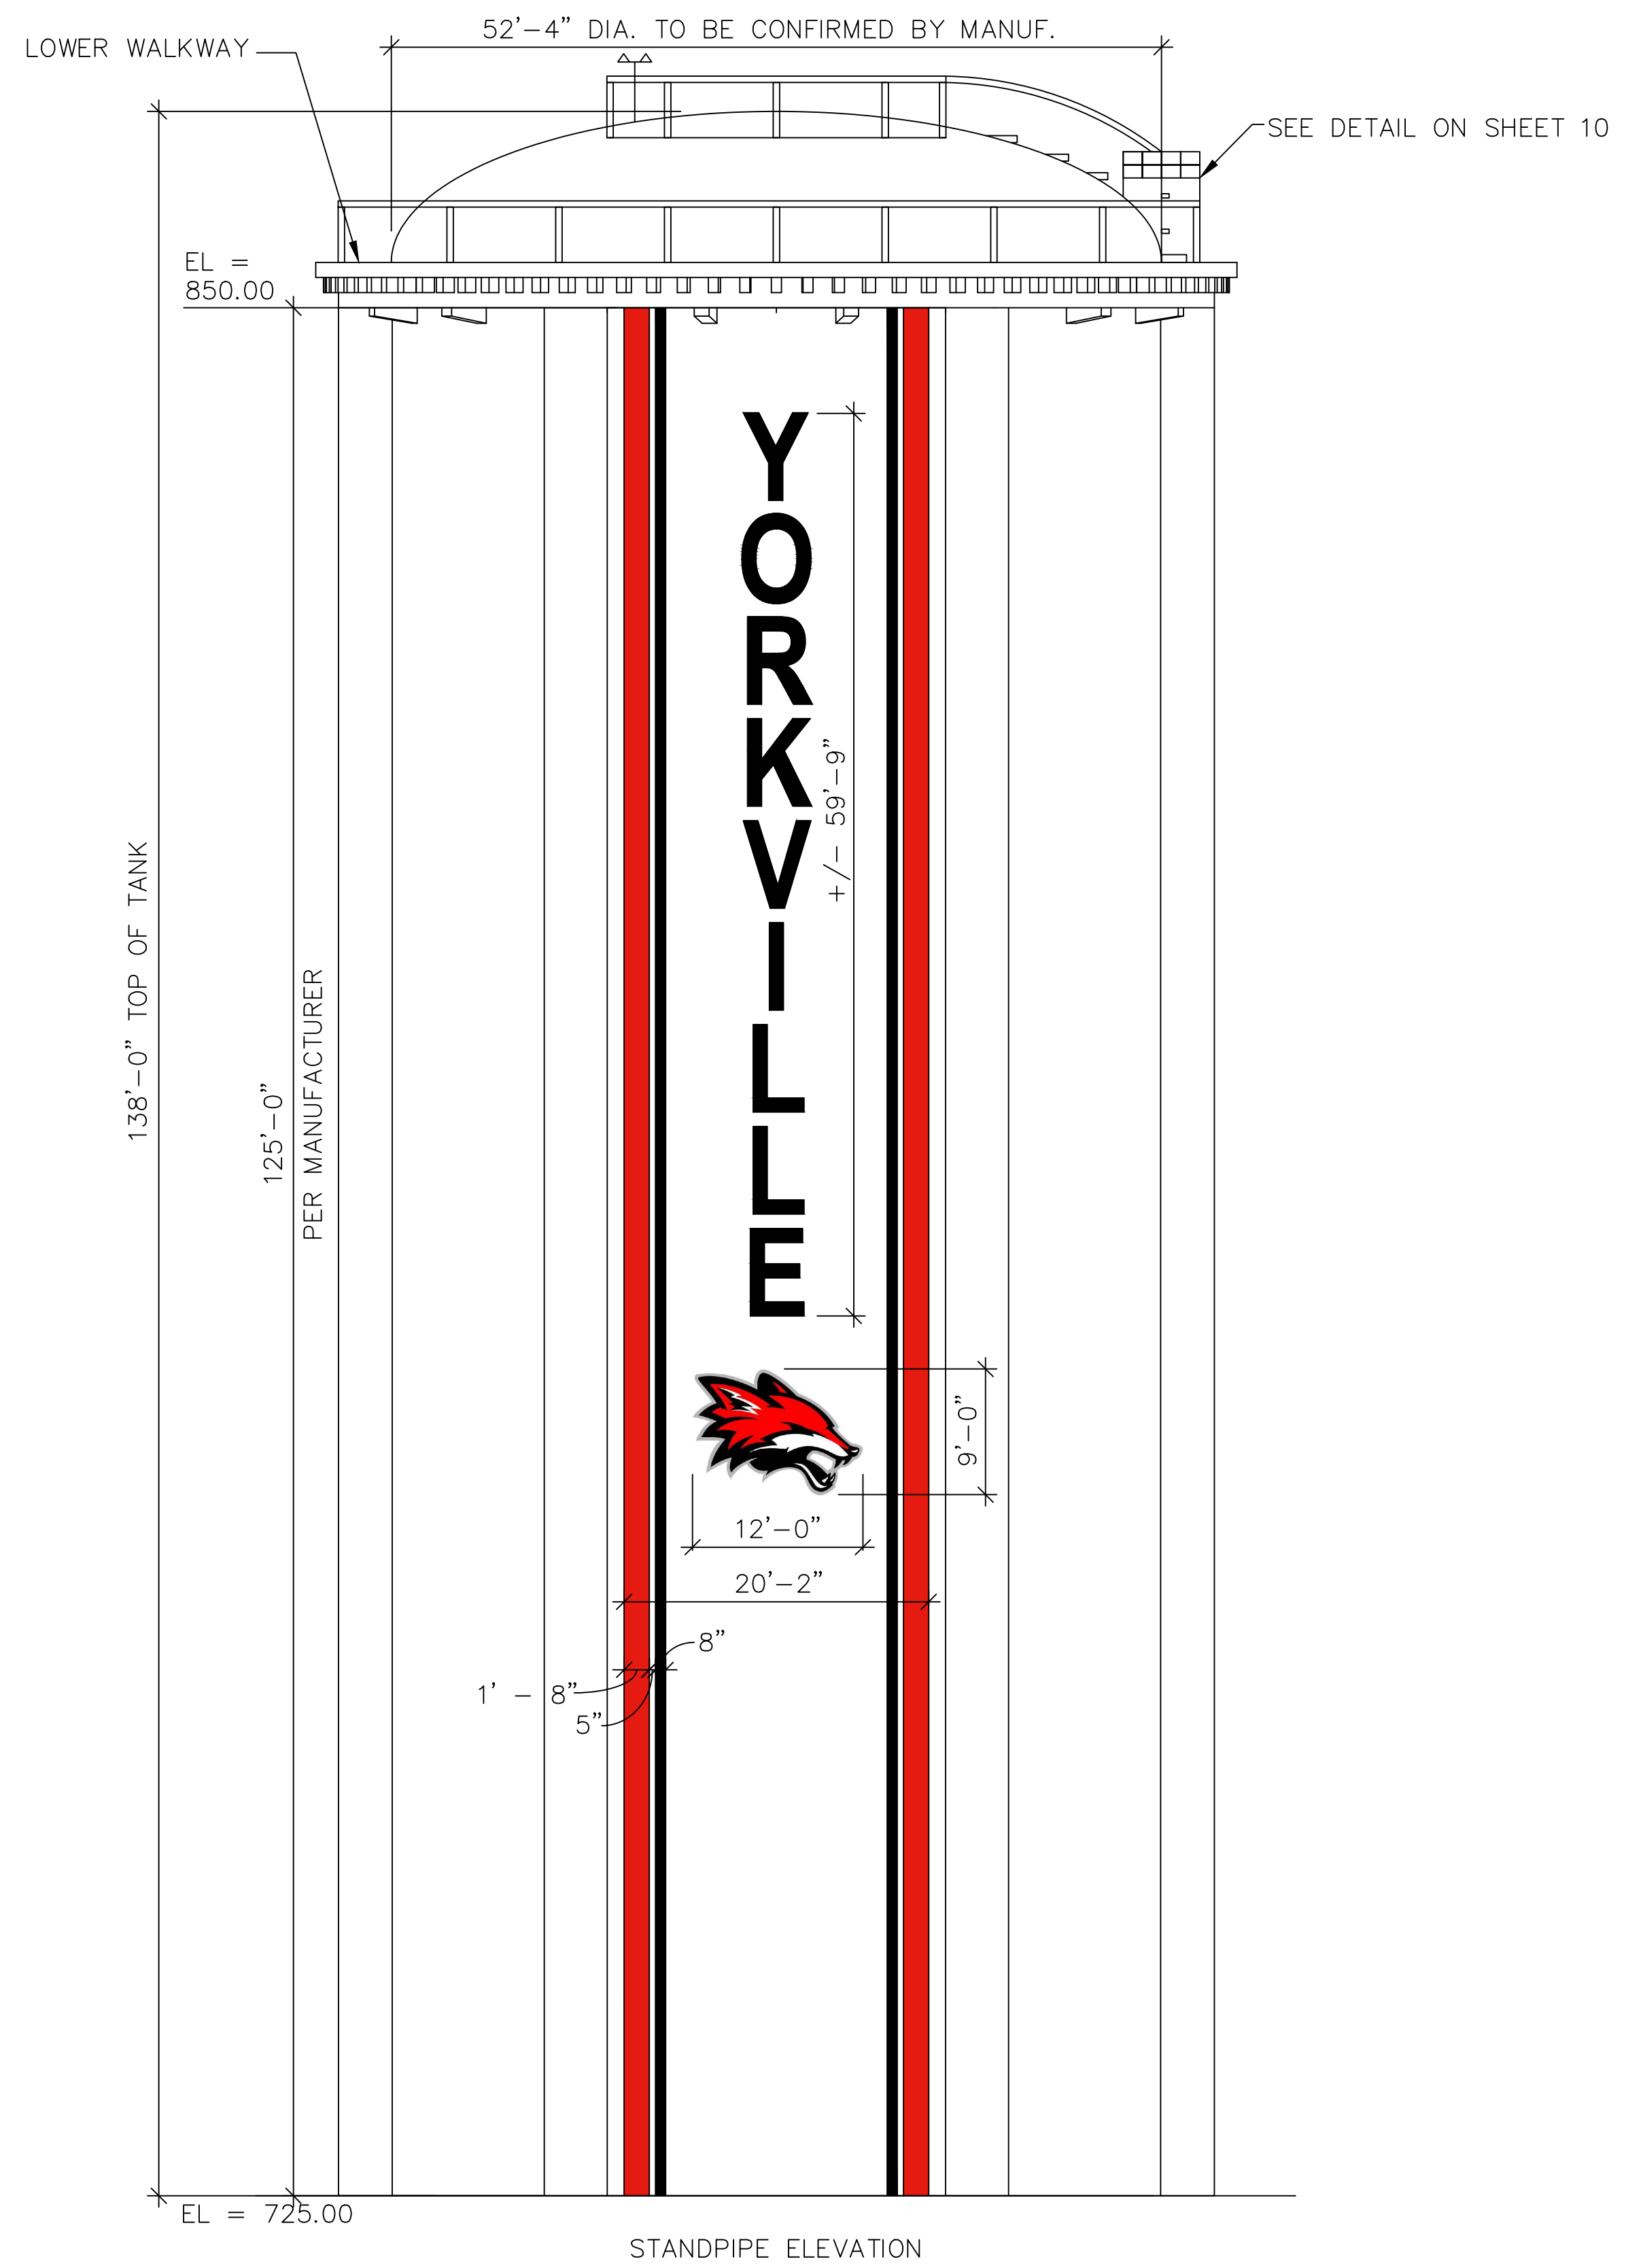 52'-4" DIA. TO BE CONFIRMED BY MANUF.
LOWER WALKWAY
SEE DETAIL ON SHEET 10
EL =
850.00
Y
O
R
K
V
I
L
L
E
+/- 59'-9"
138'-0" TOP OF TANK
125'-0"
PER MANUFACTURER
9'-0"
12'-0"
20'-2"
8"
1' - 8"
5"
EL = 725.00
STANDPIPE ELEVATION